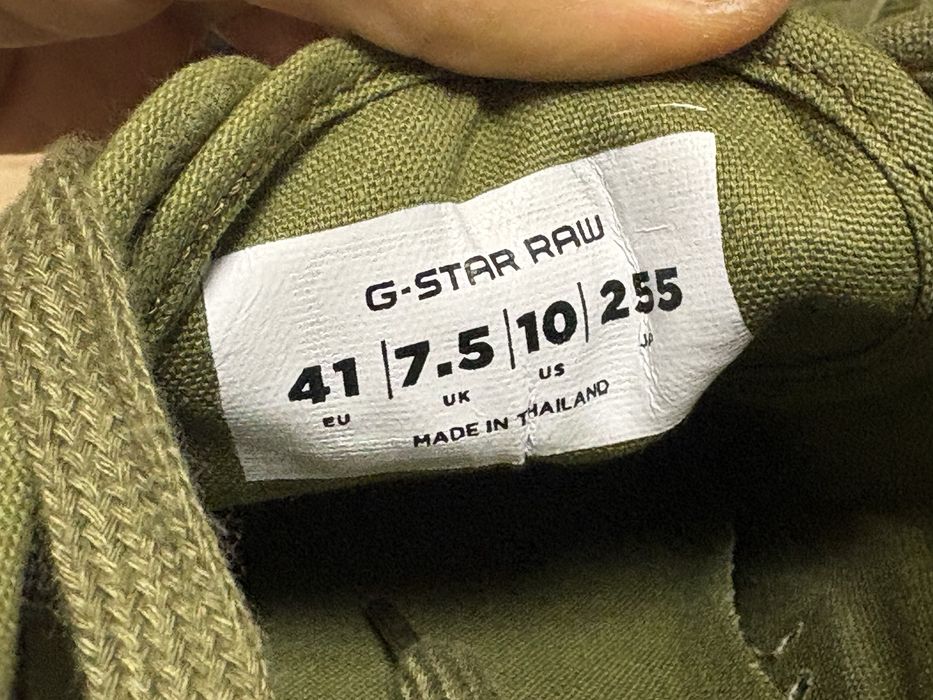 G-STAR RAW
41 | 7.5 | 10 | 255
EU UK US JP
MADE IN THAILAND